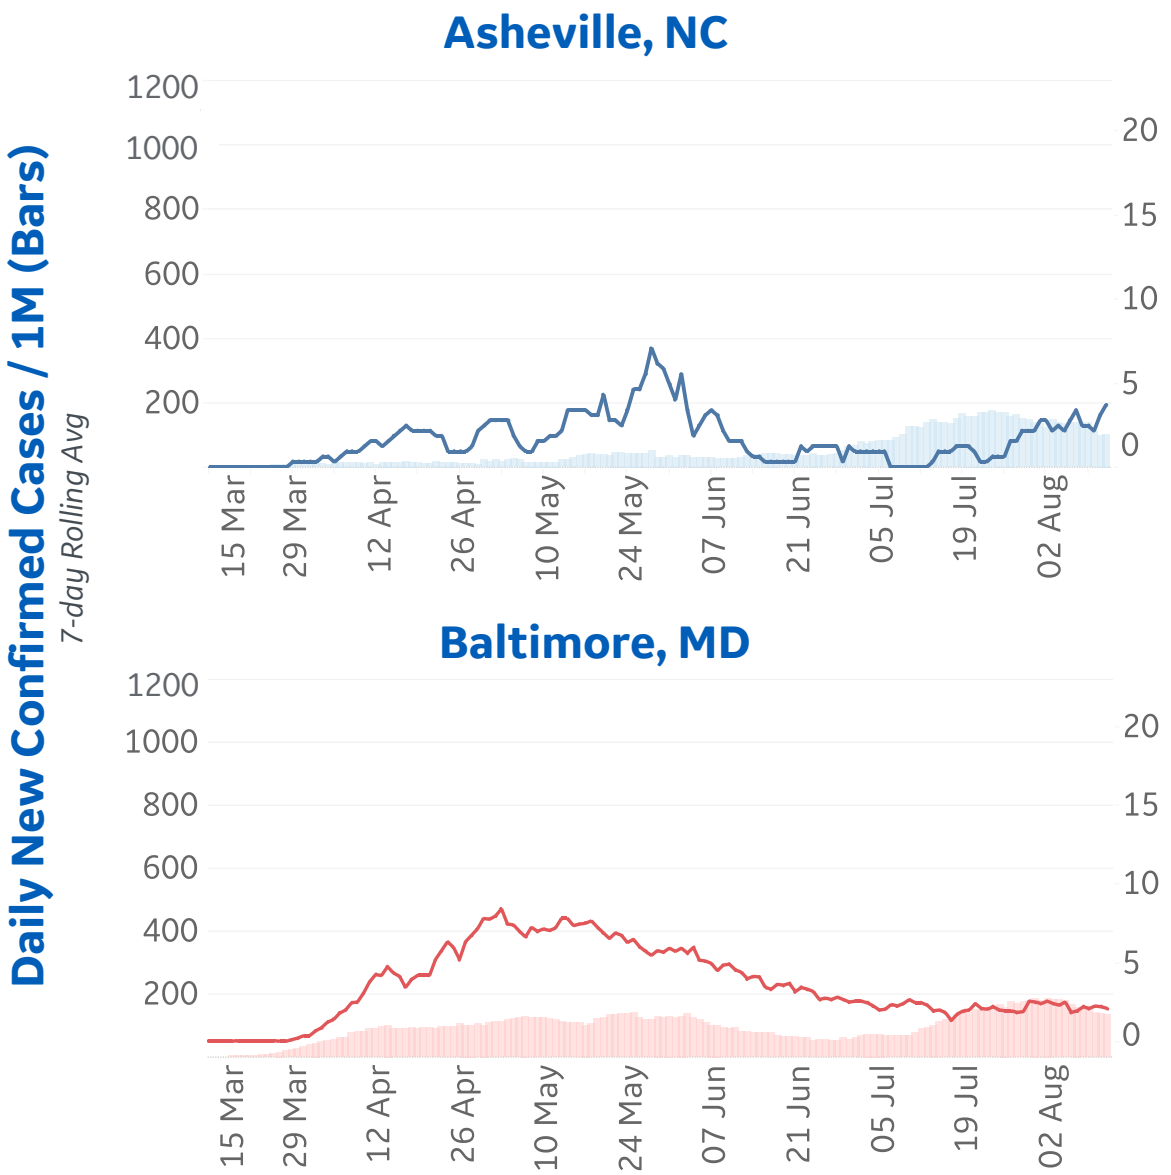 Asheville, NC
Daily New Confirmed Cases / 1M (Bars)
7-day Rolling Avg
1200
1000
800
600
400
200
20
15
10
5
0
15 Mar
29 Mar
12 Apr
26 Apr
10 May
24 May
07 Jun
21 Jun
05 Jul
19 Jul
02 Aug
Baltimore, MD
1200
1000
800
600
400
200
20
15
10
5
0
15 Mar
29 Mar
12 Apr
26 Apr
10 May
24 May
07 Jun
21 Jun
05 Jul
19 Jul
02 Aug